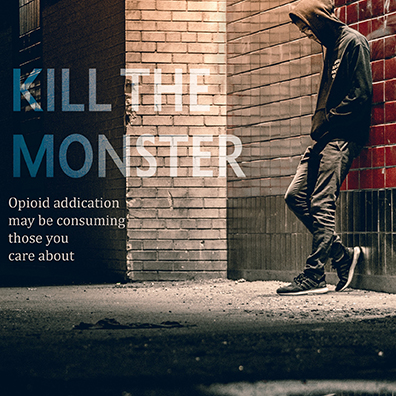 KILL THE
MONSTER
Opioid addication
may be consuming
those you
care about